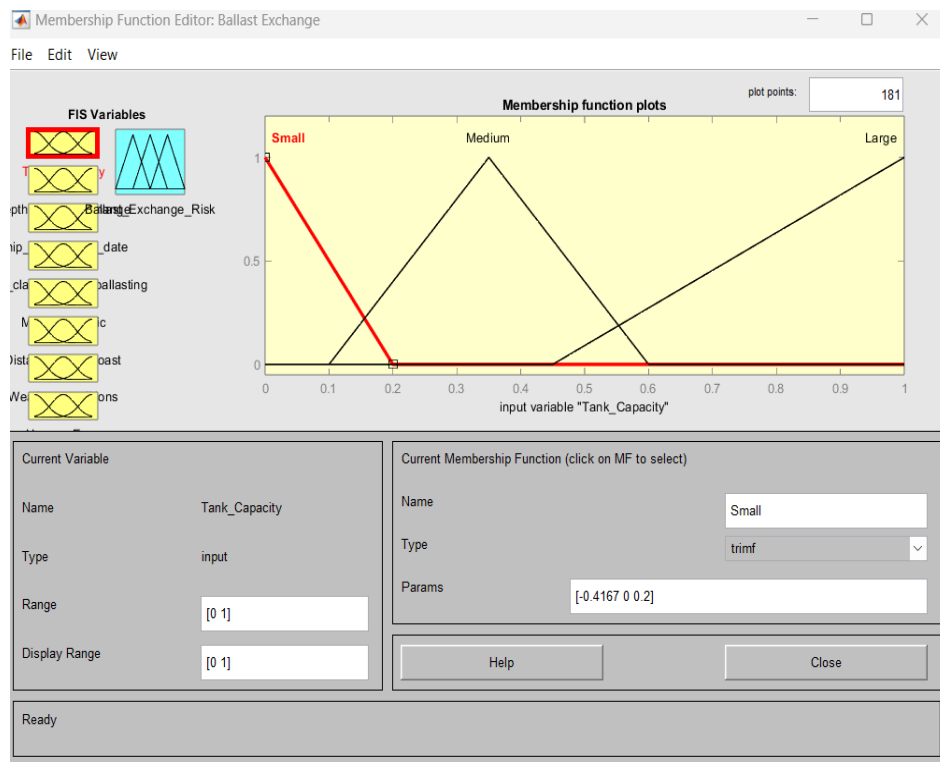 Membership Function Editor: Ballast Exchange
File Edit View
FIS Variables
Ballast_Exchange_Risk
_date
ballasting
Membership function plots
plot points:
181
Small
Medium
Large
1
0.5
0
0 0.1 0.2 0.3 0.4 0.5 0.6 0.7 0.8 0.9 1
input variable "Tank_Capacity"
Current Variable
Name Tank_Capacity
Type input
Range [0 1]
Display Range [0 1]
Current Membership Function (click on MF to select)
Name Small
Type trimf
Params [-0.4167 0 0.2]
Help Close
Ready